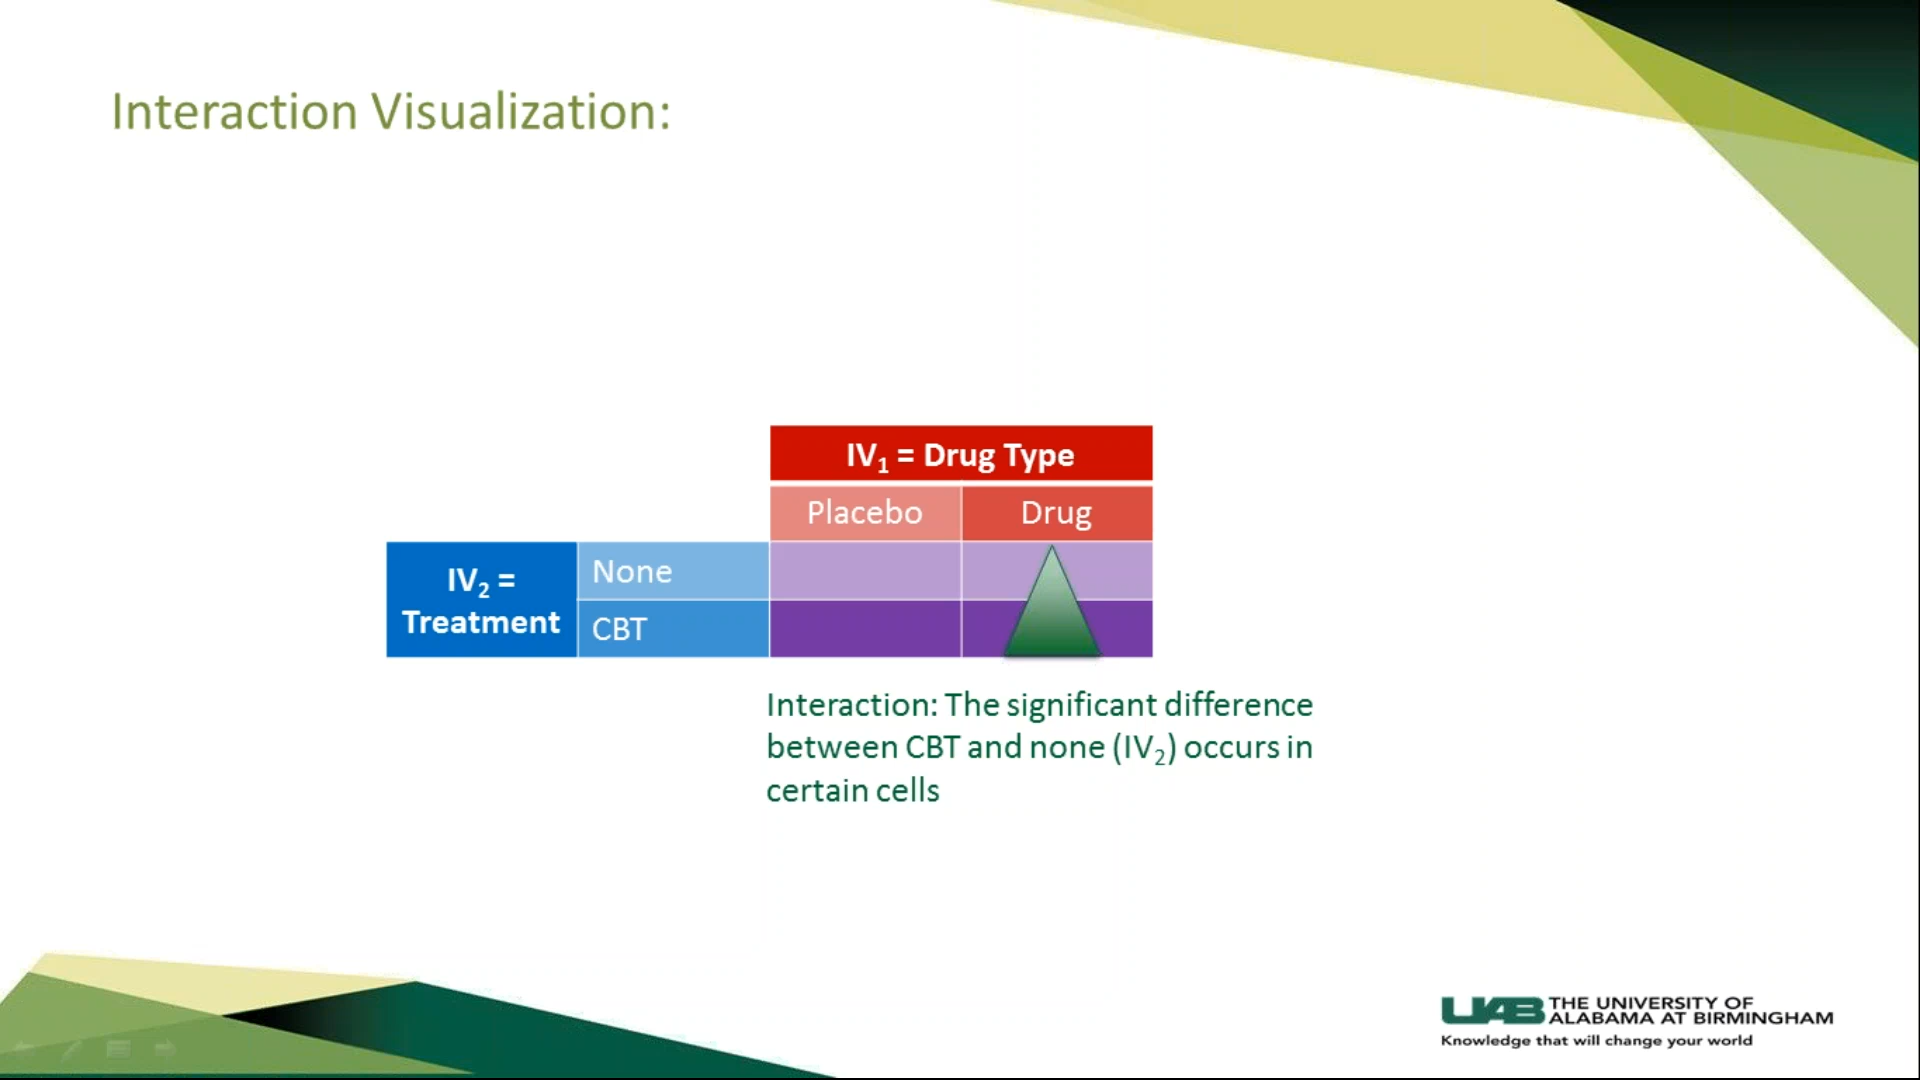 Interaction Visualization:
IV₁ = Drug Type
Placebo Drug
IV₂ =
Treatment
None
CBT
Interaction: The significant difference
between CBT and none (IV₂) occurs in
certain cells
UAB THE UNIVERSITY OF
ALABAMA AT BIRMINGHAM
Knowledge that will change your world